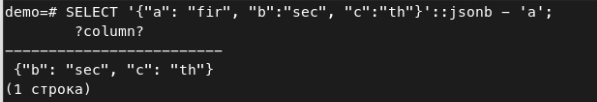 demo=# SELECT '{"a": "fir", "b":"sec", "c":"th"}'::jsonb - 'a';
?column?
-------------------------
{"b": "sec", "c": "th"}
(1 строка)